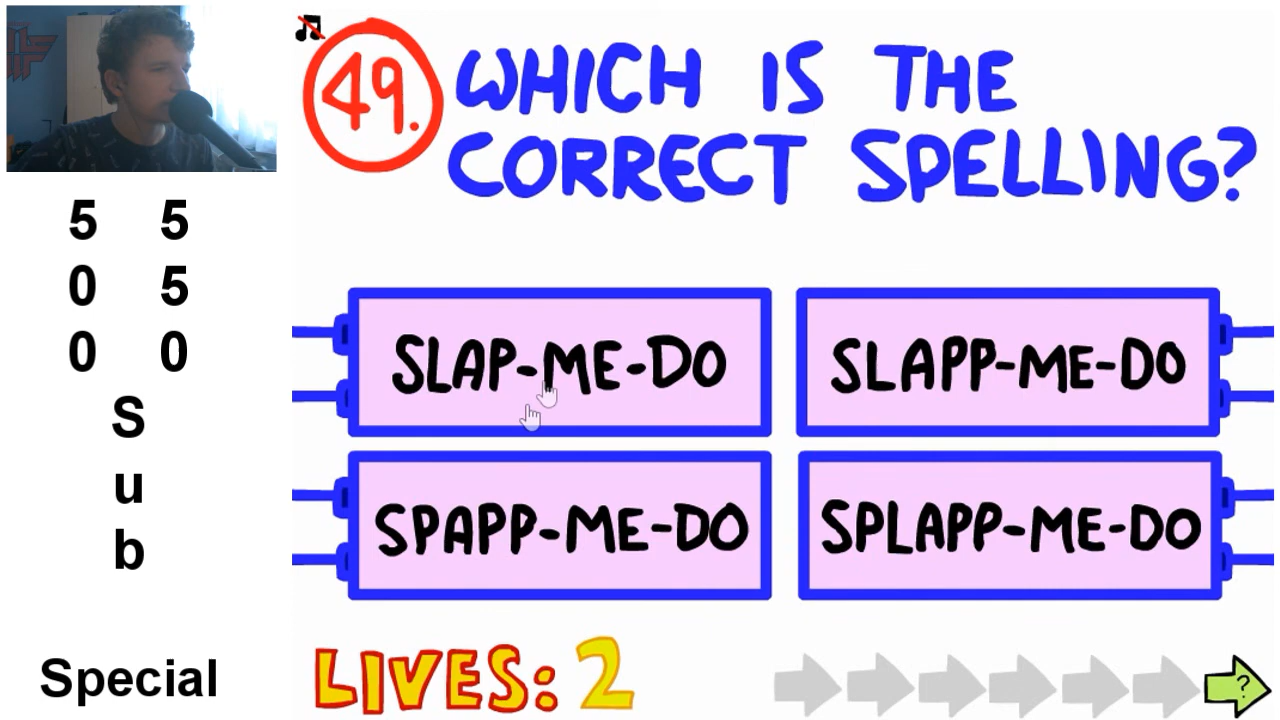 49. WHICH IS THE
CORRECT SPELLING?
5 5
0 5
0 0
S
u
b
Special
SLAP-ME-DO
SLAPP-ME-DO
SPAPP-ME-DO
SPLAPP-ME-DO
LIVES: 2
?